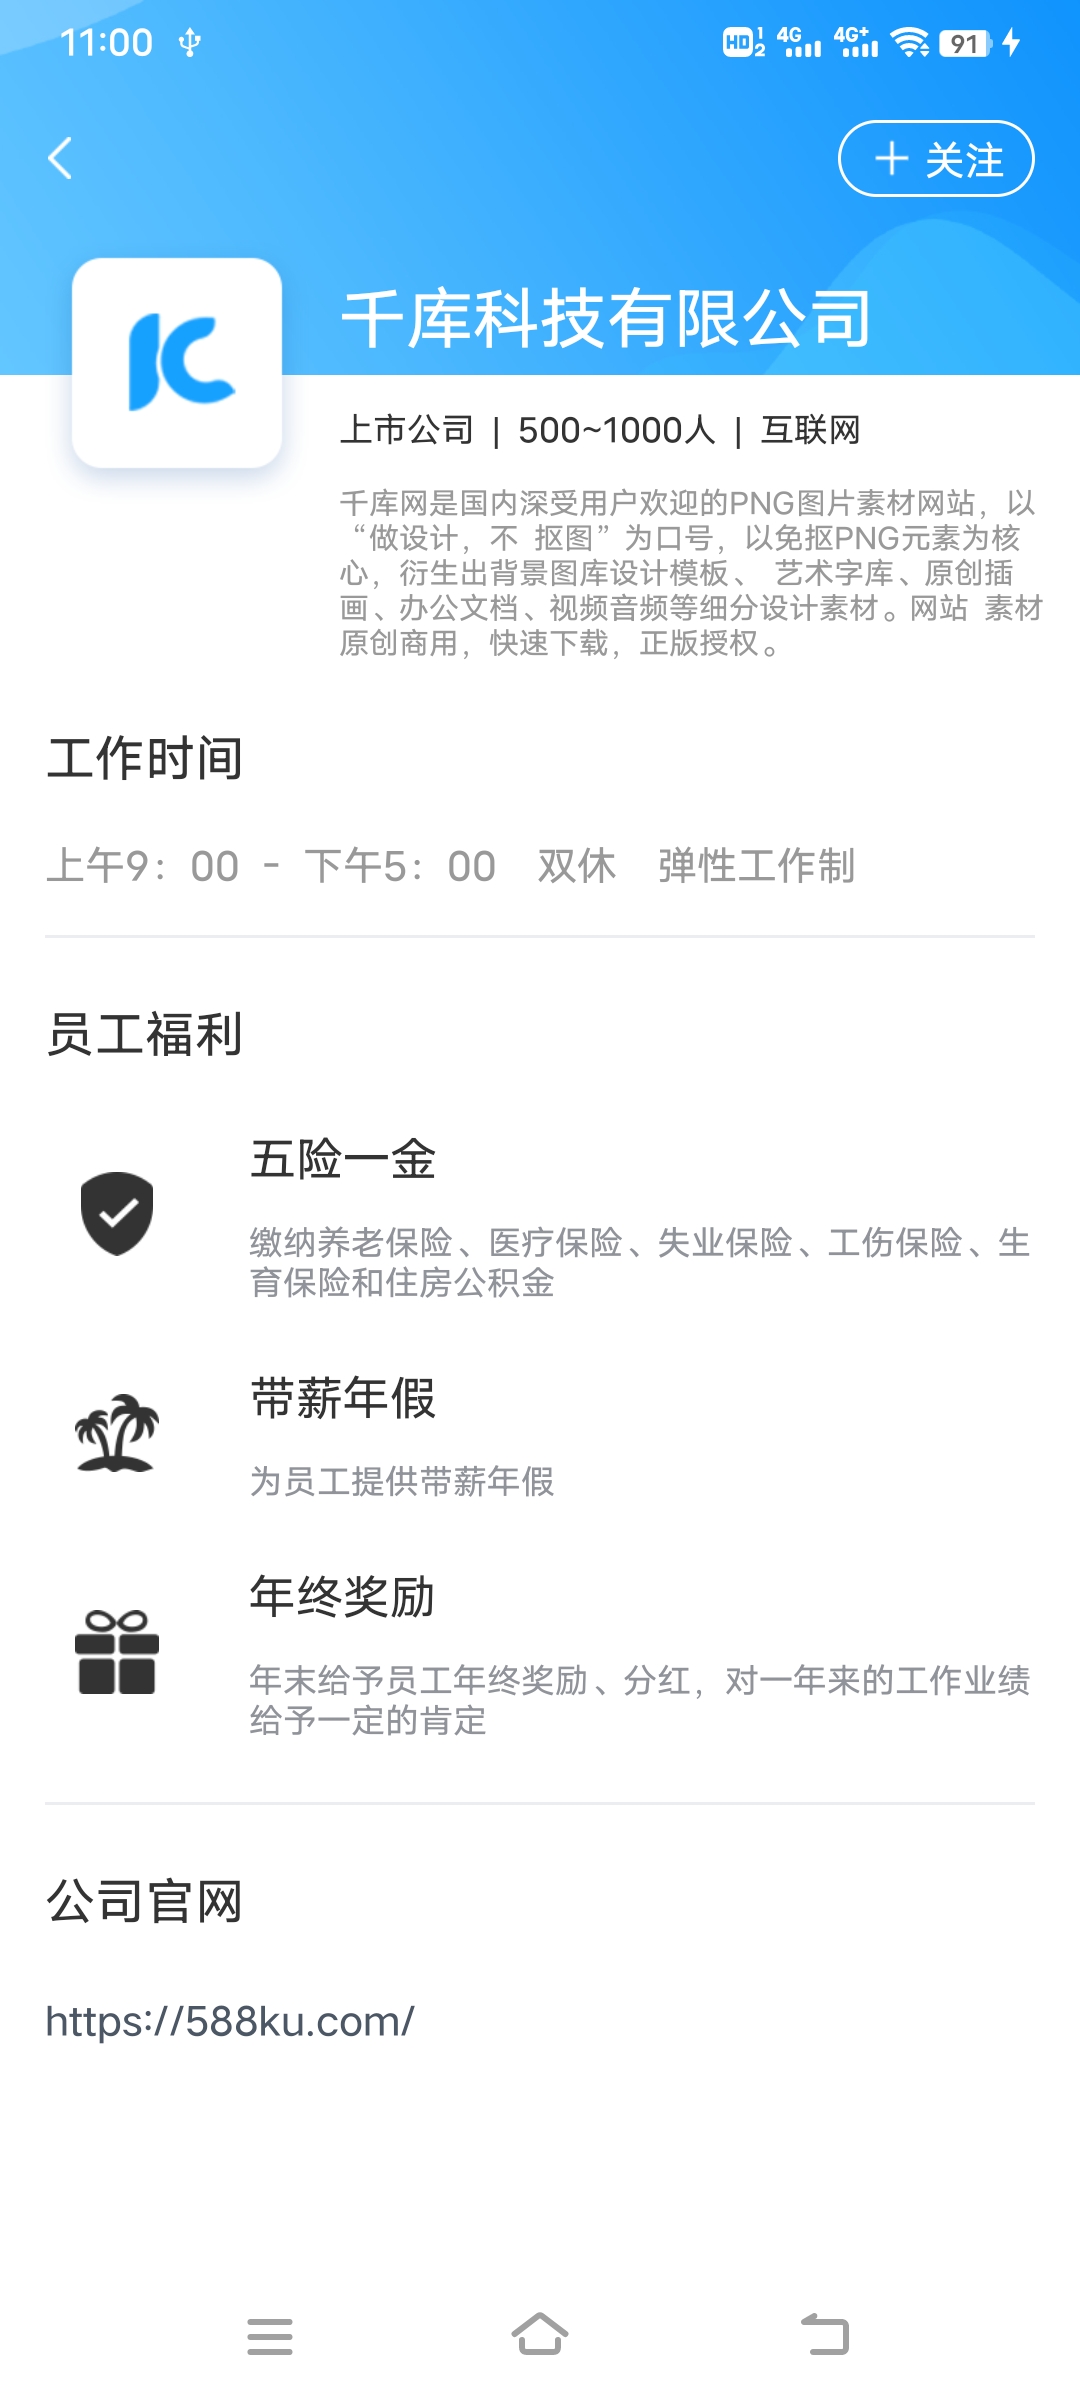 11:00
HD 1 2 4G 4G+ 91
关注
千库科技有限公司
上市公司 | 500~1000人 | 互联网
千库网是国内深受用户欢迎的PNG图片素材网站，以
“做设计，不 抠图”为口号，以免抠PNG元素为核
心，衍生出背景图库设计模板、 艺术字库、原创插
画、办公文档、视频音频等细分设计素材。网站 素材
原创商用，快速下载，正版授权。
工作时间
上午9：00 - 下午5：00 双休 弹性工作制
员工福利
五险一金
缴纳养老保险、医疗保险、失业保险、工伤保险、生
育保险和住房公积金
带薪年假
为员工提供带薪年假
年终奖励
年末给予员工年终奖励、分红，对一年来的工作业绩
给予一定的肯定
公司官网
https://588ku.com/